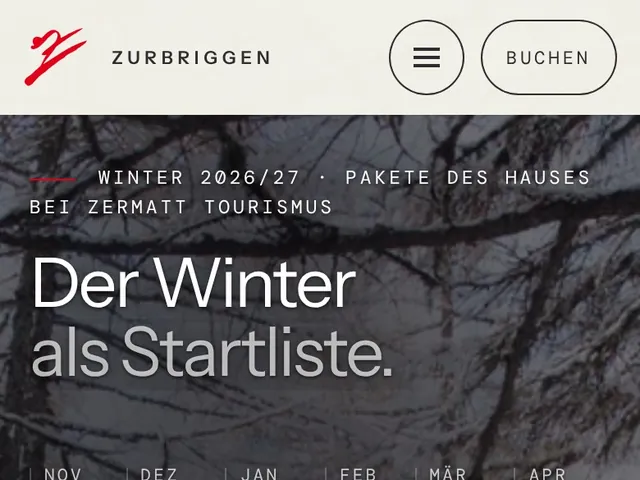 ZURBRIGGEN
BUCHEN
WINTER 2026/27 · PAKETE DES HAUSES
BEI ZERMATT TOURISMUS
Der Winter
als Startliste.
NOV DEZ JAN FEB MÄR APR